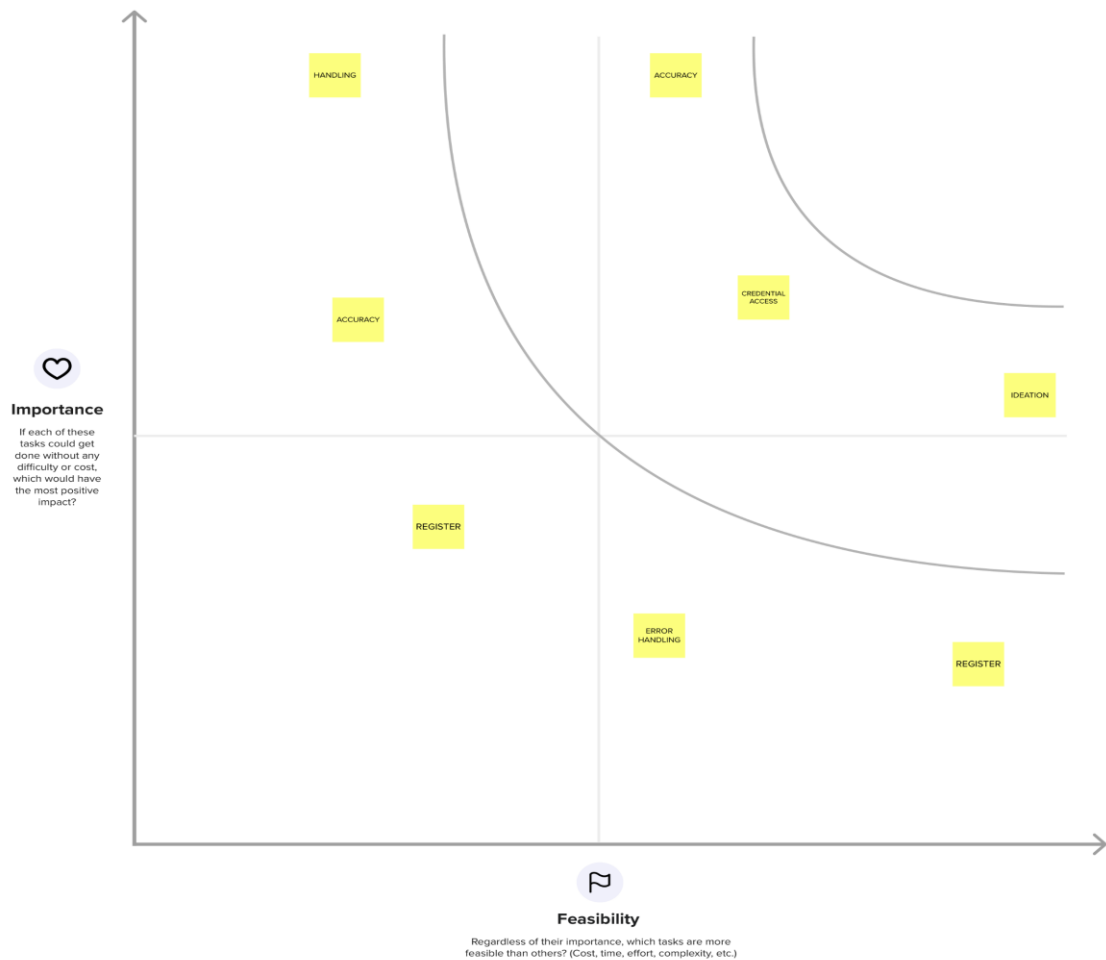 HANDLING
ACCURACY
CREDENTIAL
ACCESS
ACCURACY
IDEATION
Importance
If each of these
tasks could get
done without any
difficulty or cost,
which would have
the most positive
impact?
REGISTER
ERROR
HANDLING
REGISTER
Feasibility
Regardless of their importance, which tasks are more
feasible than others? (Cost, time, effort, complexity, etc.)